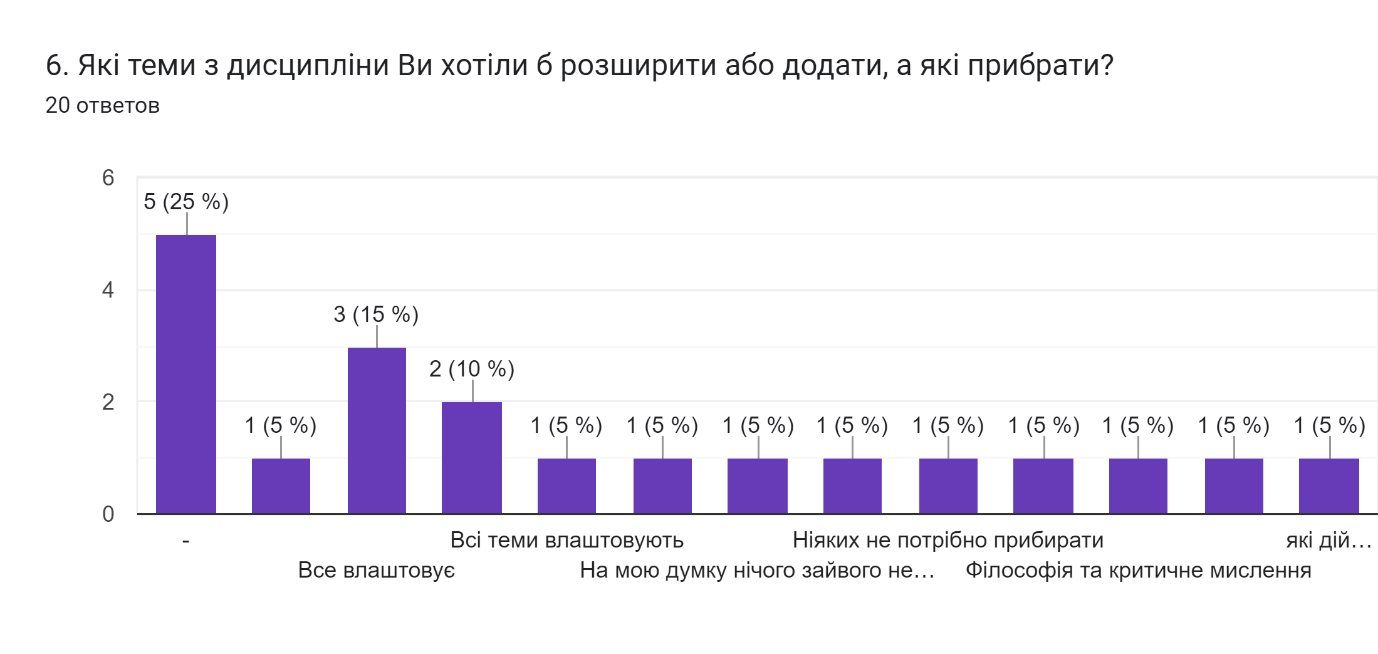 6. Які теми з дисципліни Ви хотіли б розширити або додати, а які прибрати?
20 ответов
6
5 (25 %)
4
3 (15 %)
2 (10 %)
2
1 (5 %)
1 (5 %)
1 (5 %)
1 (5 %)
1 (5 %)
1 (5 %)
1 (5 %)
1 (5 %)
1 (5 %)
1 (5 %)
0
- Всі теми влаштовують Ніяких не потрібно прибирати які дій…
Все влаштовує На мою думку нічого зайвого не… Філософія та критичне мислення